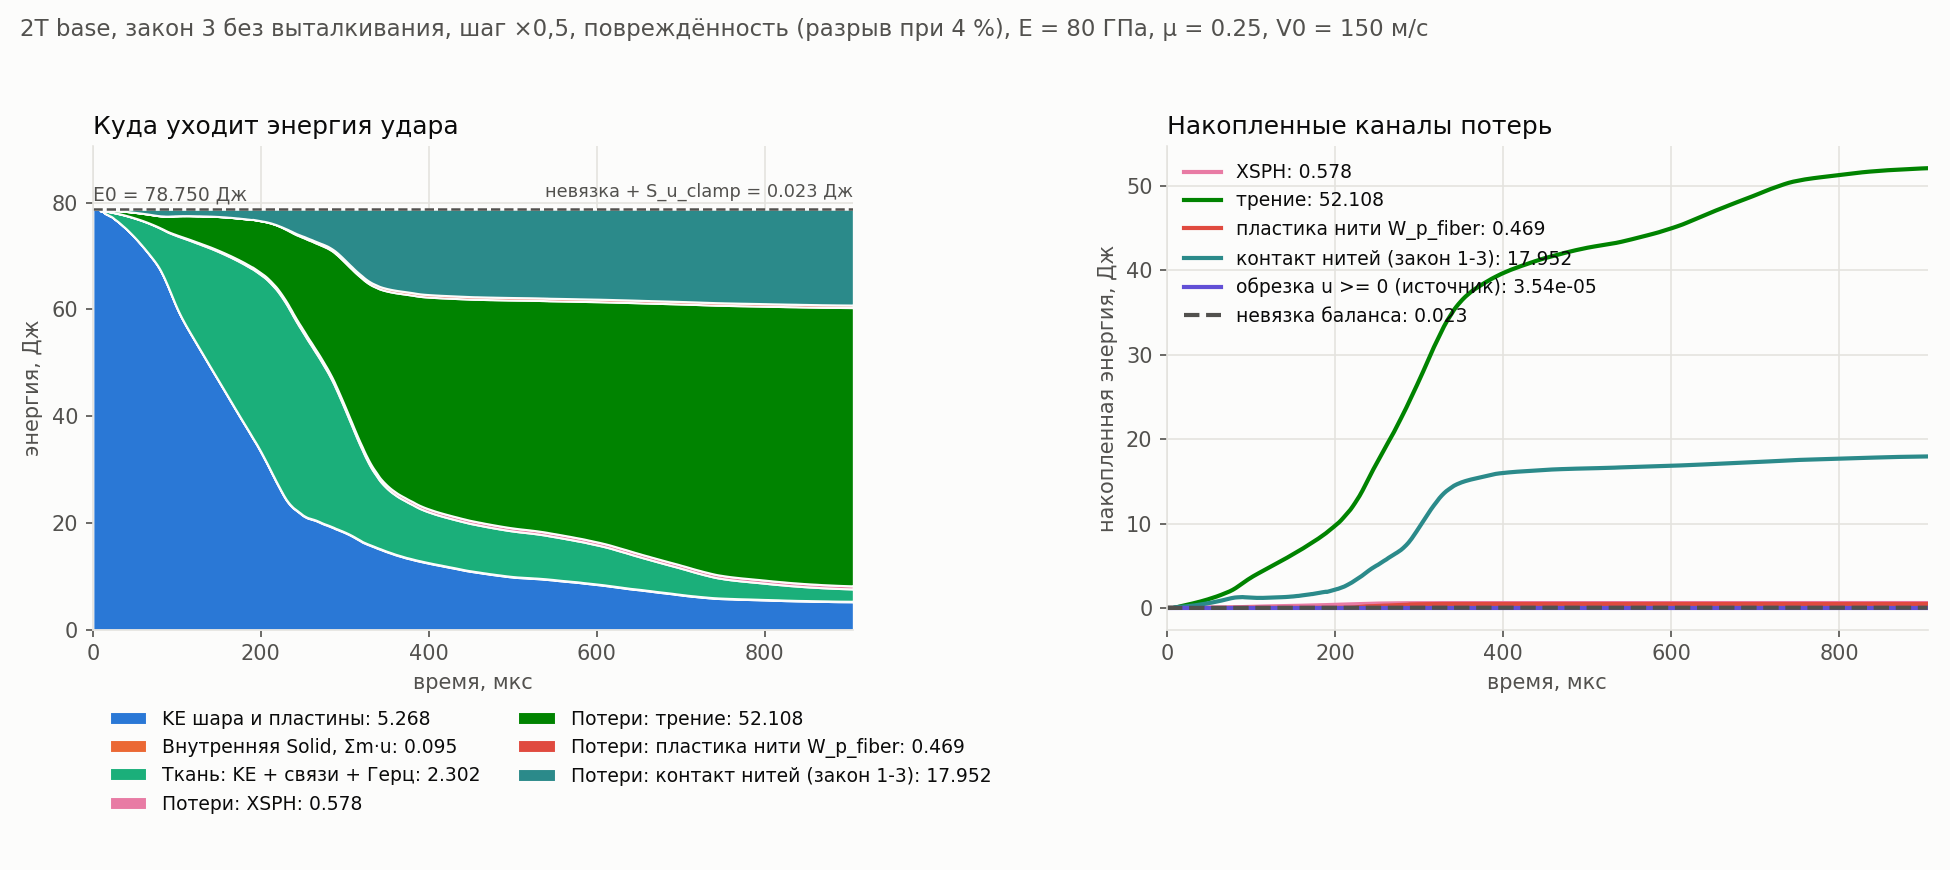 2T base, закон 3 без выталкивания, шаг ×0,5, повреждённость (разрыв при 4 %), E = 80 ГПа, μ = 0.25, V0 = 150 м/с
Куда уходит энергия удара
E0 = 78.750 Дж
невязка + S_u_clamp = 0.023 Дж
энергия, Дж
80
60
40
20
0
0 200 400 600 800
время, мкс
KE шара и пластины: 5.268
Внутренняя Solid, Σm·u: 0.095
Ткань: KE + связи + Герц: 2.302
Потери: XSPH: 0.578
Потери: трение: 52.108
Потери: пластика нити W_p_fiber: 0.469
Потери: контакт нитей (закон 1-3): 17.952
Накопленные каналы потерь
XSPH: 0.578
трение: 52.108
пластика нити W_p_fiber: 0.469
контакт нитей (закон 1-3): 17.952
обрезка u >= 0 (источник): 3.54e-05
невязка баланса: 0.023
накопленная энергия, Дж
50
40
30
20
10
0
0 200 400 600 800
время, мкс